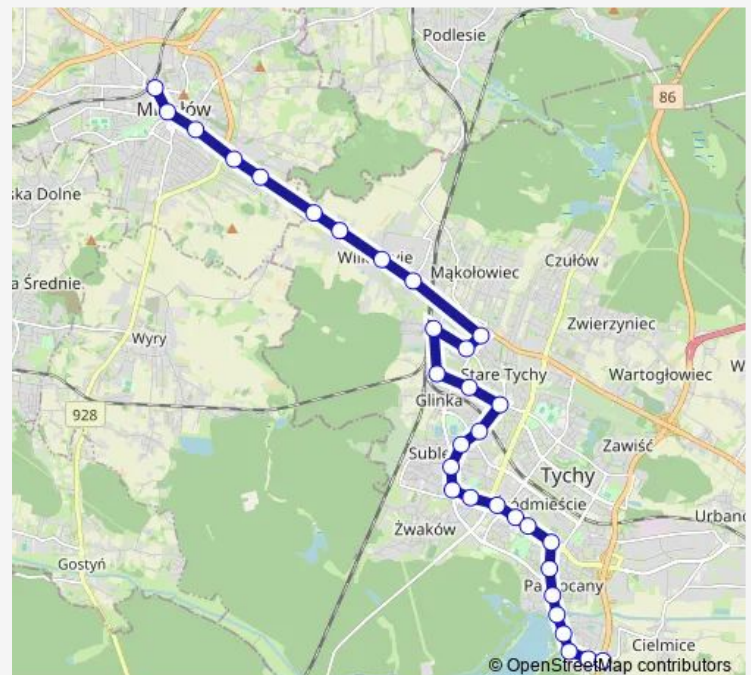 Podlesie
86
ska Dolne
Czułów
Mąkołowiec
a Średnie
Zwierzyniec
Wyry
Stare Tychy
Wartogłowiec
W
Glinka
928
Zawiść
Tychy
Urbano
Żwaków
Gostyń
Cielmice
© OpenStreetMap contributors